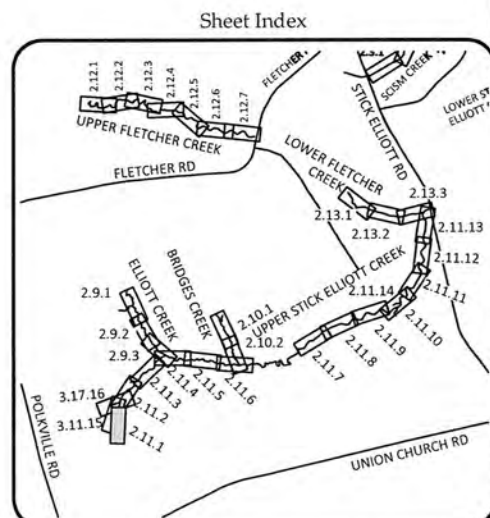 Sheet Index
2.12.1
2.12.2
2.12.3
2.12.4
2.12.5
2.12.6
2.12.7
UPPER FLETCHER CREEK
FLETCHER RD
STICK ELLIOTT RD
SCISM CREEK
LOWER ST
ELLIOTT
LOWER FLETCHER
CREEK
2.13.1
2.13.2
2.13.3
2.11.13
2.11.12
2.11.11
2.11.10
2.11.14
2.11.9
2.11.8
2.11.7
UPPER STICK ELLIOTT CREEK
BRIDGES CREEK
2.10.1
2.10.2
ELLIOTT CREEK
2.9.1
2.9.2
2.9.3
2.11.6
2.11.5
2.11.4
2.11.3
2.11.2
2.11.1
3.17.16
3.11.15
POLKVILLE RD
UNION CHURCH RD